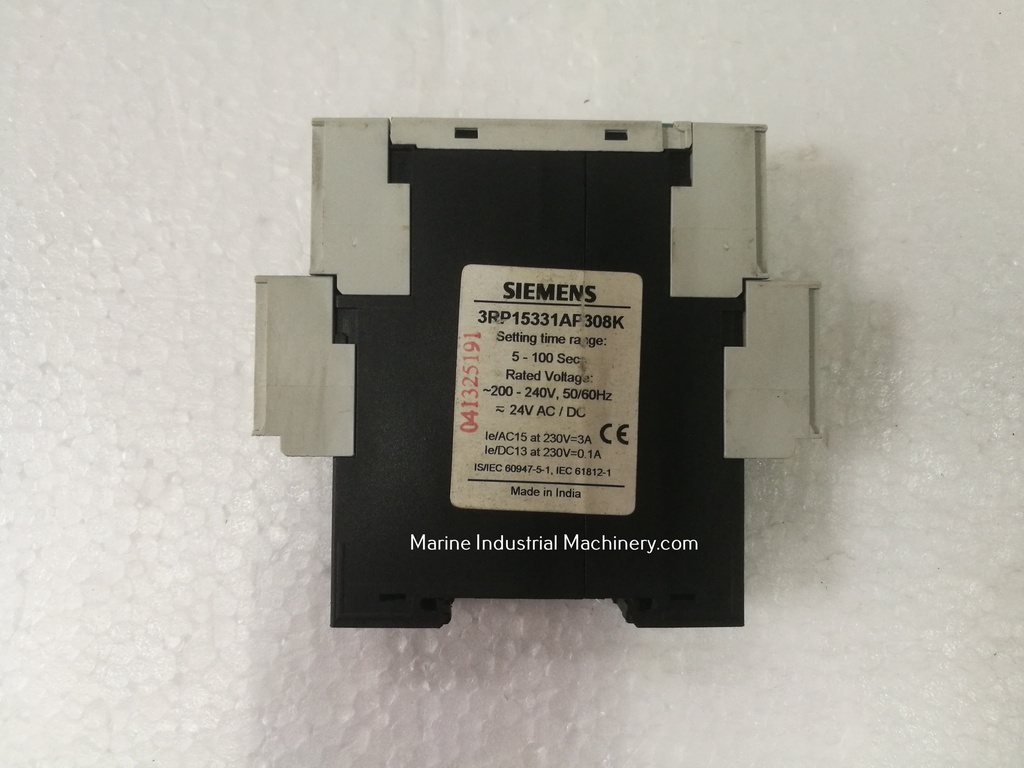 SIEMENS
3RP15331AP308K
Setting time range:
5 - 100 Sec.
Rated Voltage:
~200 - 240V, 50/60Hz
≂ 24V AC / DC
Ie/AC15 at 230V=3A CE
Ie/DC13 at 230V=0.1A
IS/IEC 60947-5-1, IEC 61812-1
Made in India
041325191
Marine Industrial Machinery.com